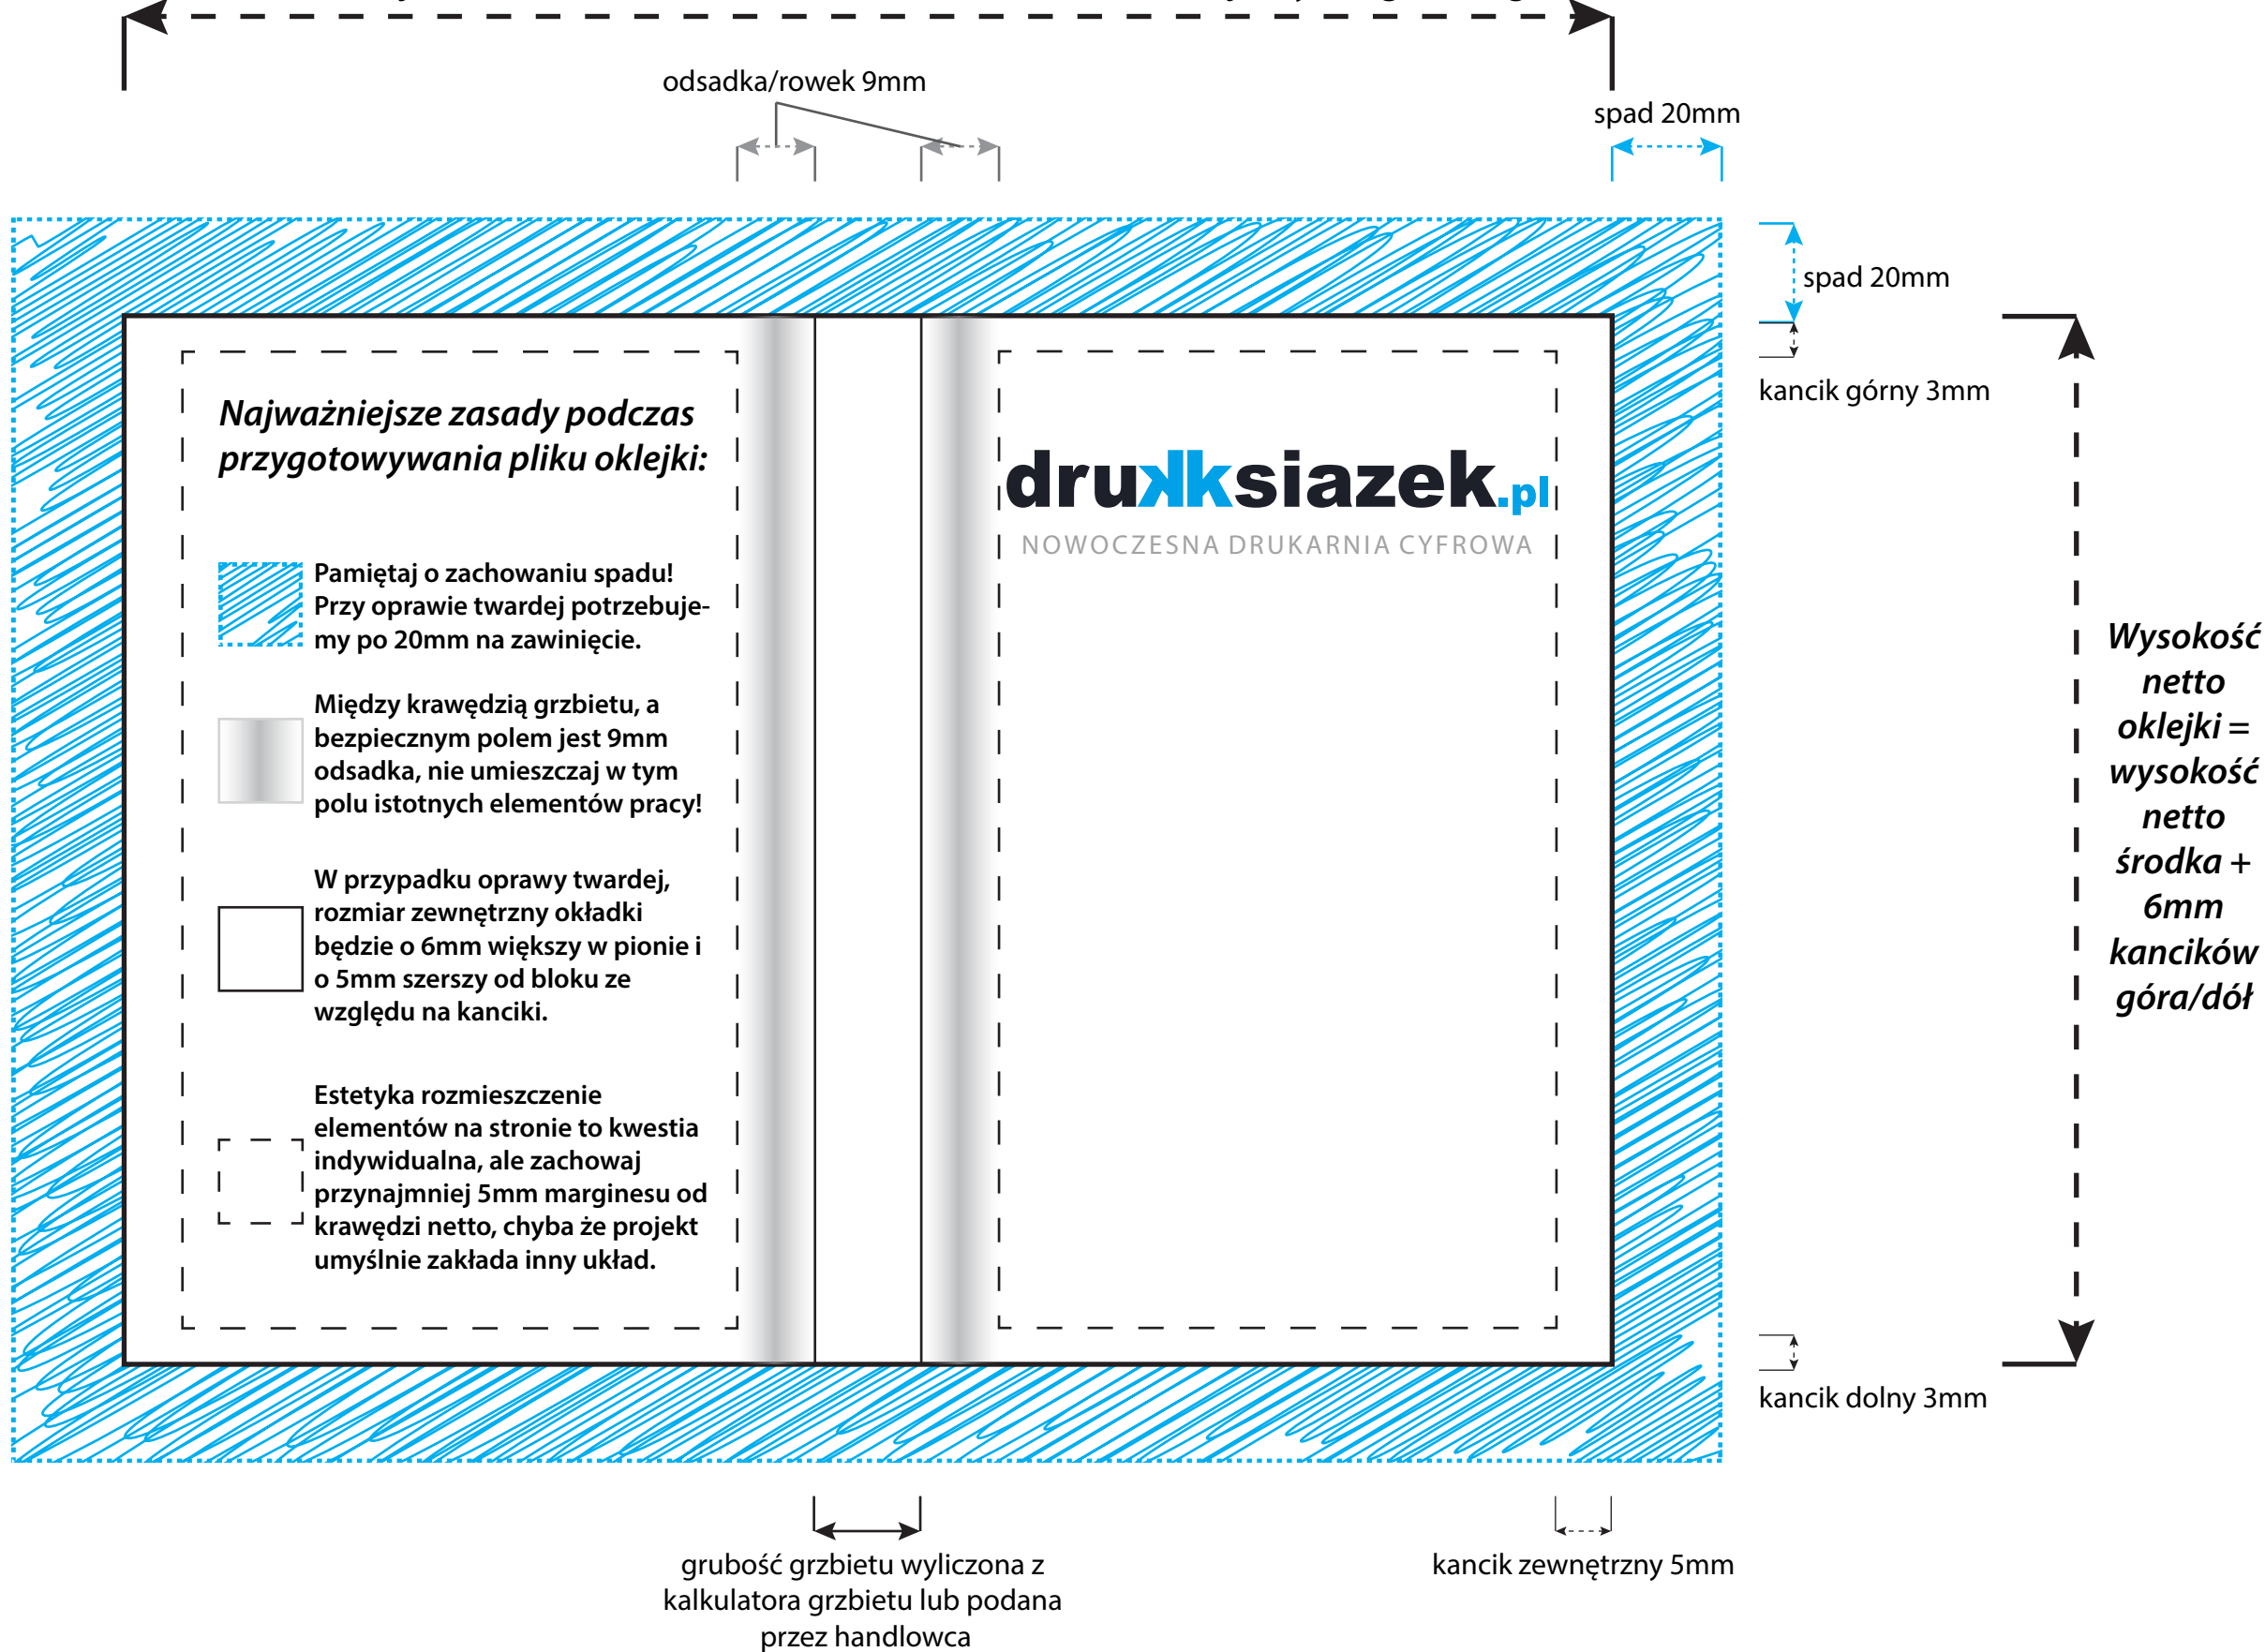 odsadka/rowek 9mm
spad 20mm
spad 20mm
kancik górny 3mm
Najważniejsze zasady podczas
przygotowywania pliku oklejki:
drukksiazek.pl
NOWOCZESNA DRUKARNIA CYFROWA
Pamiętaj o zachowaniu spadu!
Przy oprawie twardej potrzebuje-
my po 20mm na zawinięcie.
Między krawędzią grzbietu, a
bezpiecznym polem jest 9mm
odsadka, nie umieszczaj w tym
polu istotnych elementów pracy!
W przypadku oprawy twardej,
rozmiar zewnętrzny okładki
będzie o 6mm większy w pionie i
o 5mm szerszy od bloku ze
względu na kanciki.
Estetyka rozmieszczenie
elementów na stronie to kwestia
indywidualna, ale zachowaj
przynajmniej 5mm marginesu od
krawędzi netto, chyba że projekt
umyślnie zakłada inny układ.
Wysokość
netto
oklejki =
wysokość
netto
środka +
6mm
kancików
góra/dół
kancik dolny 3mm
grubość grzbietu wyliczona z
kalkulatora grzbietu lub podana
przez handlowca
kancik zewnętrzny 5mm